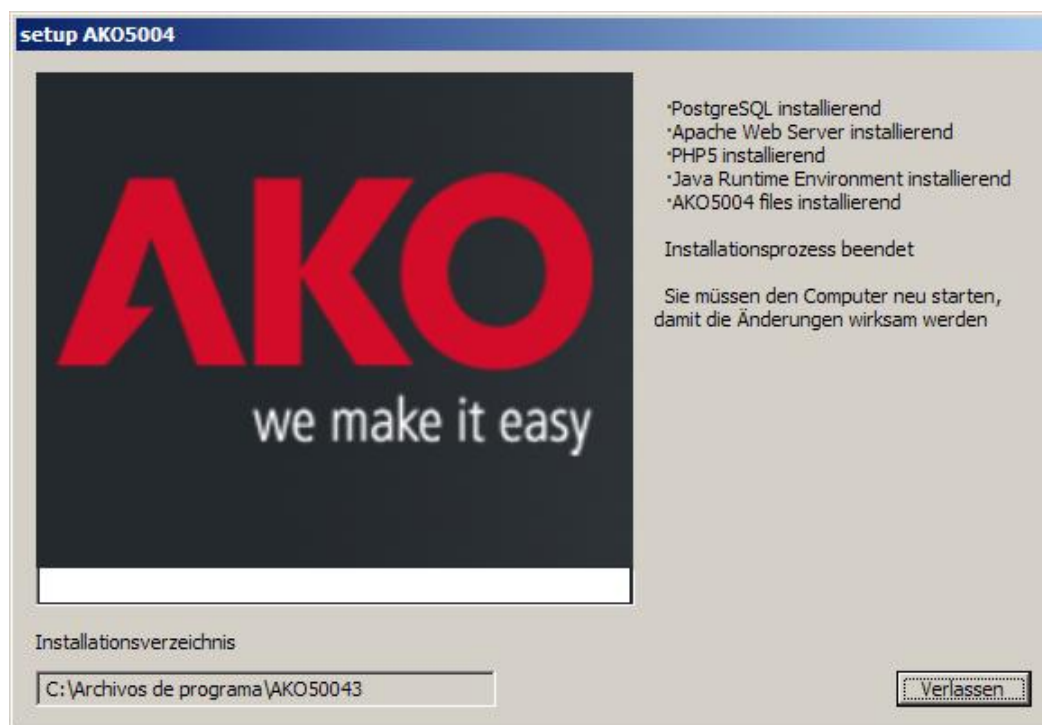 setup AKO5004
AKO
we make it easy
·PostgreSQL installierend
·Apache Web Server installierend
·PHP5 installierend
·Java Runtime Environment installierend
·AKO5004 files installierend
Installationsprozess beendet
Sie müssen den Computer neu starten,
damit die Änderungen wirksam werden
Installationsverzeichnis
C:\Archivos de programa\AKO50043
Verlassen